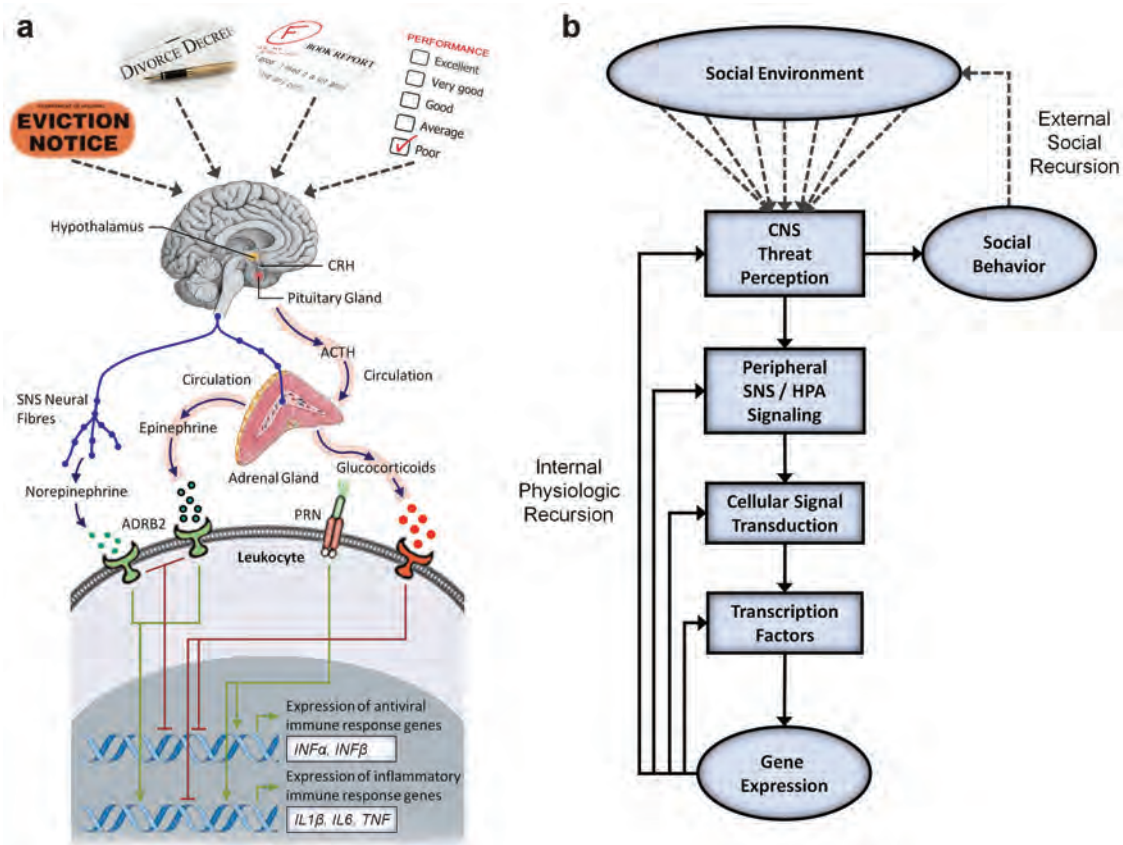 a
DIVORCE DECREE
F
BOOK REPORT
PERFORMANCE
Excellent
Very good
Good
Average
Poor
EVICTION
NOTICE
Hypothalamus
CRH
Pituitary Gland
ACTH
Circulation
Circulation
SNS Neural
Fibres
Epinephrine
Adrenal Gland
Glucocorticoids
Norepinephrine
ADRB2
PRN
Leukocyte
Expression of antiviral
immune response genes
INFα, INFβ
Expression of inflammatory
immune response genes
IL1β, IL6, TNF
b
Social Environment
External
Social
Recursion
CNS
Threat
Perception
Social
Behavior
Peripheral
SNS / HPA
Signaling
Internal
Physiologic
Recursion
Cellular Signal
Transduction
Transcription
Factors
Gene
Expression